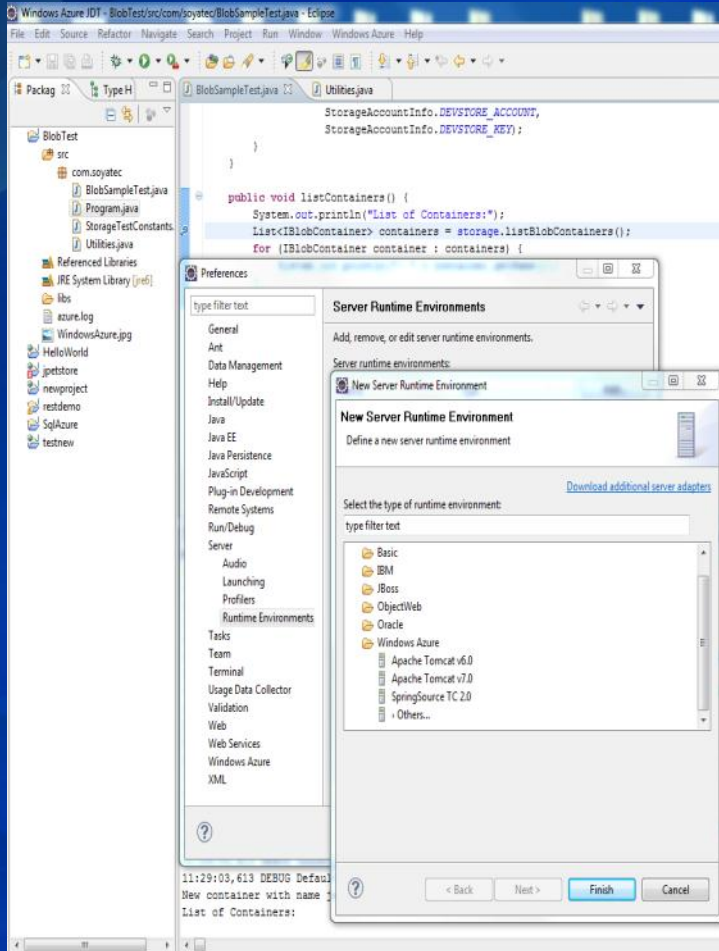 Windows Azure JDT - BlobTest/src/com/soyatec/BlobSampleTest.java - Eclipse
File Edit Source Refactor Navigate Search Project Run Window Windows Azure Help
Packag
Type H
BlobTest
src
com.soyatec
BlobSampleTest.java
Program.java
StorageTestConstants.
Utilities.java
Referenced Libraries
JRE System Library [jre6]
libs
azure.log
WindowsAzure.jpg
HelloWorld
jpetstore
newproject
restdemo
SqlAzure
testnew
BlobSampleTest.java
Utilities.java
StorageAccountInfo.DEVSTORE_ACCOUNT,
StorageAccountInfo.DEVSTORE_KEY);
}
}
public void listContainers() {
System.out.println("List of Containers:");
List<IBlobContainer> containers = storage.listBlobContainers();
for (IBlobContainer container : containers) {
Preferences
type filter text
General
Ant
Data Management
Help
Install/Update
Java
Java EE
Java Persistence
JavaScript
Plug-in Development
Remote Systems
Run/Debug
Server
Audio
Launching
Profilers
Runtime Environments
Tasks
Team
Terminal
Usage Data Collector
Validation
Web
Web Services
Windows Azure
XML
Server Runtime Environments
Add, remove, or edit server runtime environments.
Server runtime environments:
New Server Runtime Environment
New Server Runtime Environment
Define a new server runtime environment
Download additional server adapters
Select the type of runtime environment:
type filter text
Basic
IBM
JBoss
ObjectWeb
Oracle
Windows Azure
Apache Tomcat v6.0
Apache Tomcat v7.0
SpringSource TC 2.0
› Others...
< Back
Next >
Finish
Cancel
11:29:03,613 DEBUG Defaul
New container with name
List of Containers: